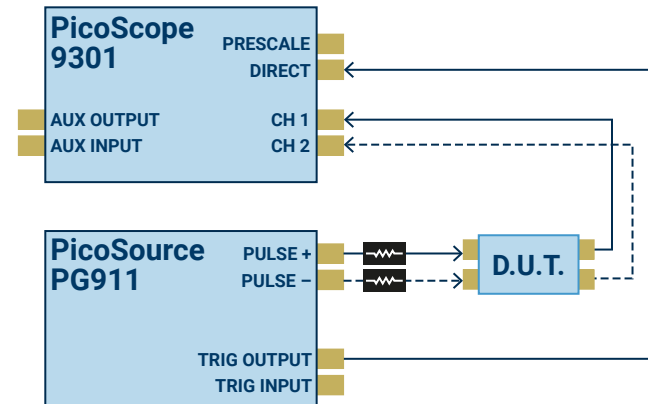 PicoScope
9301
PRESCALE
DIRECT
AUX OUTPUT
CH 1
AUX INPUT
CH 2
PicoSource
PG911
PULSE +
PULSE –
D.U.T.
TRIG OUTPUT
TRIG INPUT